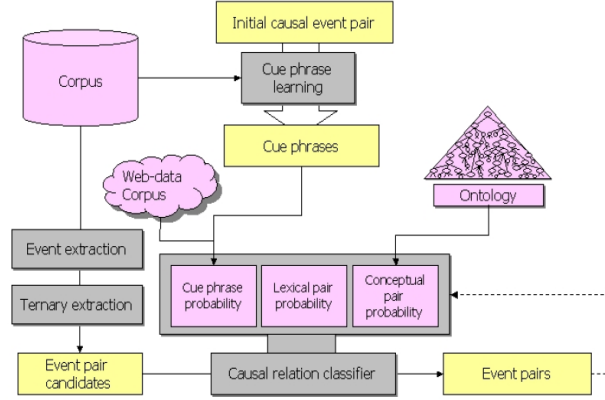 Initial causal event pair
Corpus
Cue phrase
learning
Cue phrases
Web-data
Corpus
Ontology
Event extraction
Ternary extraction
Cue phrase
probability
Lexical pair
probability
Conceptual
pair
probability
Event pair
candidates
Causal relation classifier
Event pairs